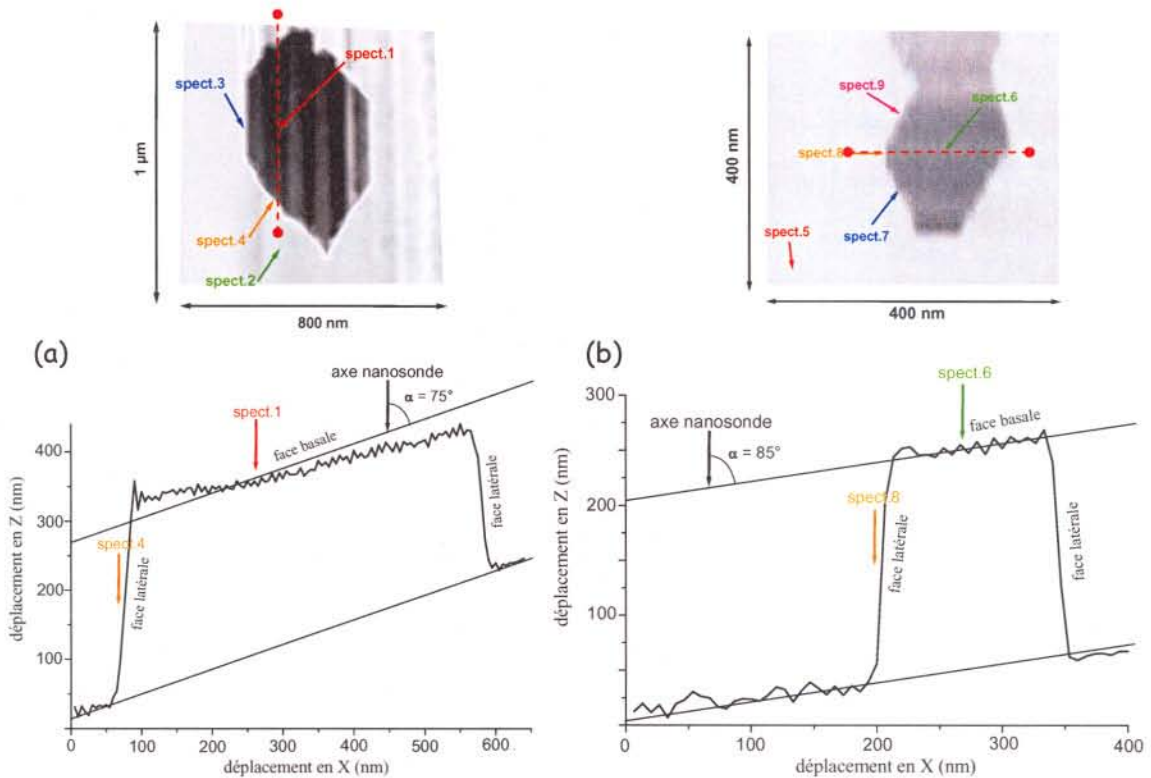 spect.1
spect.3
1 µm
spect.4
spect.2
800 nm
spect.9
spect.6
spect.8
400 nm
spect.5
spect.7
400 nm
(a)
axe nanosonde
α = 75°
spect.1
face basale
400
300
200
100
0
déplacement en Z (nm)
spect.4
face latérale
face latérale
0
100
200
300
400
500
600
déplacement en X (nm)
(b)
300
200
100
0
déplacement en Z (nm)
axe nanosonde
α = 85°
spect.6
face basale
spect.8
face latérale
face latérale
0
100
200
300
400
déplacement en X (nm)